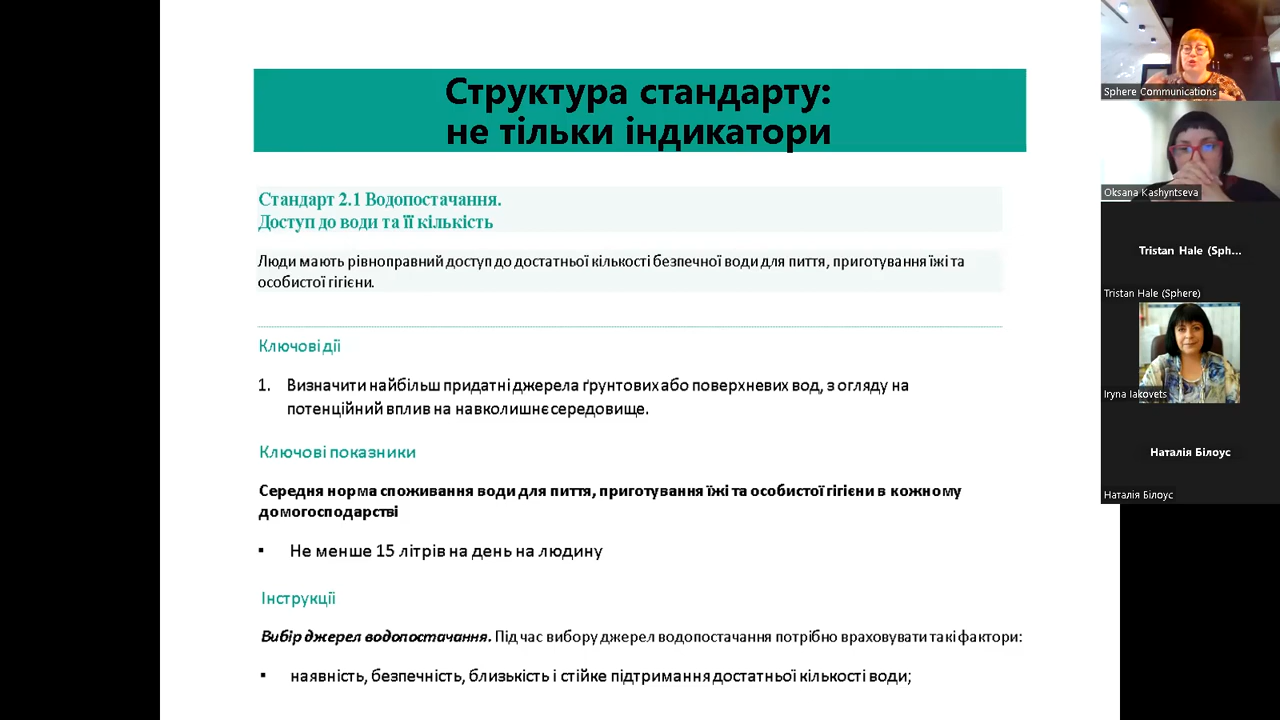 Структура стандарту:
не тільки індикатори
Стандарт 2.1 Водопостачання.
Доступ до води та її кількість
Люди мають рівноправний доступ до достатньої кількості безпечної води для пиття, приготування їжі та
особистої гігієни.
Ключові дії
1. Визначити найбільш придатні джерела ґрунтових або поверхневих вод, з огляду на
потенційний вплив на навколишнє середовище.
Ключові показники
Середня норма споживання води для пиття, приготування їжі та особистої гігієни в кожному
домогосподарстві
▪ Не менше 15 літрів на день на людину
Інструкції
Вибір джерел водопостачання. Під час вибору джерел водопостачання потрібно враховувати такі фактори:
▪ наявність, безпечність, близькість і стійке підтримання достатньої кількості води;
Sphere Communications
Oksana Kashyntseva
Tristan Hale (Sph...
Tristan Hale (Sphere)
Iryna Iakovets
Наталія Білоус
Наталія Білоус